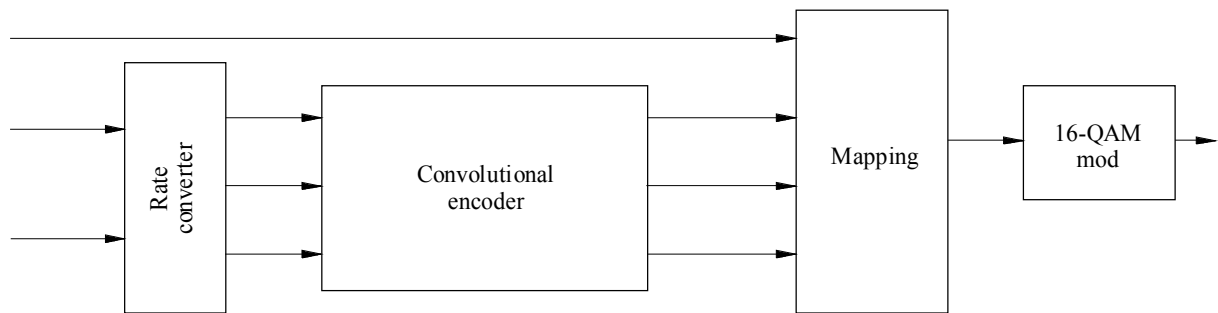 Rate
converter
Convolutional
encoder
Mapping
16-QAM
mod